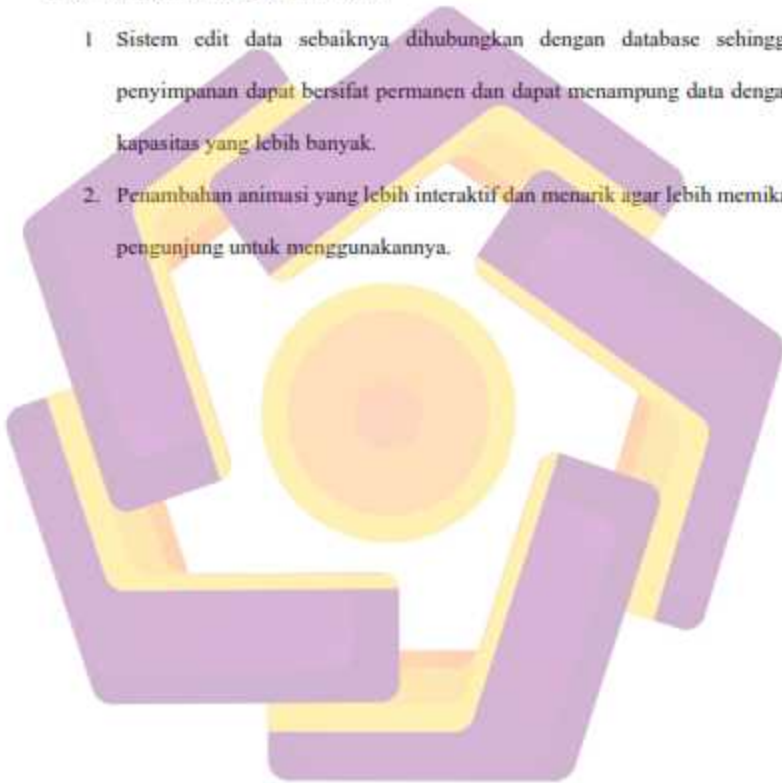 1 Sistem edit data sebaiknya dihubungkan dengan database sehingg
penyimpanan dapat bersifat permanen dan dapat menampung data denga
kapasitas yang lebih banyak.
2. Penambahan animasi yang lebih interaktif dan menarik agar lebih memika
pengunjung untuk menggunakannya.